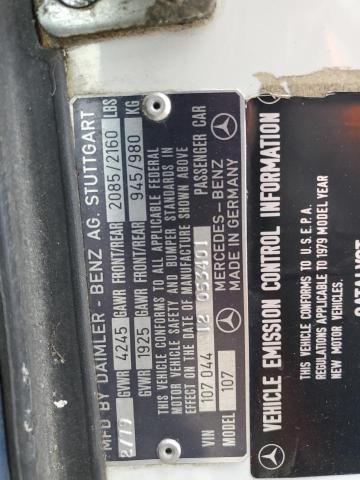 MFD BY DAIMLER - BENZ AG. STUTTGART
2/79 GVWR 4245 GAWR FRONT/REAR 2085/2160 LBS
GVWR 1925 GAWR FRONT/REAR 945/980 KG
THIS VEHICLE CONFORMS TO ALL APPLICABLE FEDERAL
MOTOR VEHICLE SAFETY AND BUMPER STANDARDS IN
EFFECT ON THE DATE OF MANUFACTURE SHOWN ABOVE
VIN 107 044 12 053401 PASSENGER CAR
MODEL 107 MERCEDES-BENZ
MADE IN GERMANY
VEHICLE EMISSION CONTROL INFORMATION
THIS VEHICLE CONFORMS TO U.S.E.P.A.
REGULATIONS APPLICABLE TO 1979 MODEL YEAR
NEW MOTOR VEHICLES.